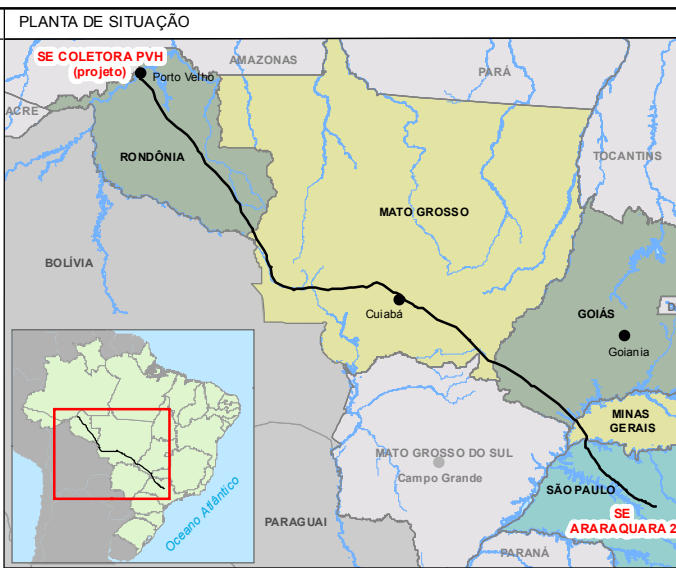 PLANTA DE SITUAÇÃO
SE COLETORA PVH
(projeto)
Porto Velho
AMAZONAS
PARÁ
ACRE
TOCANTINS
RONDÔNIA
MATO GROSSO
BOLÍVIA
Cuiabá
GOIÁS
Goiania
MINAS
GERAIS
MATO GROSSO DO SUL
Campo Grande
SÃO PAULO
SE
ARARAQUARA 2
PARAGUAI
PARANÁ
Oceano Atlântico